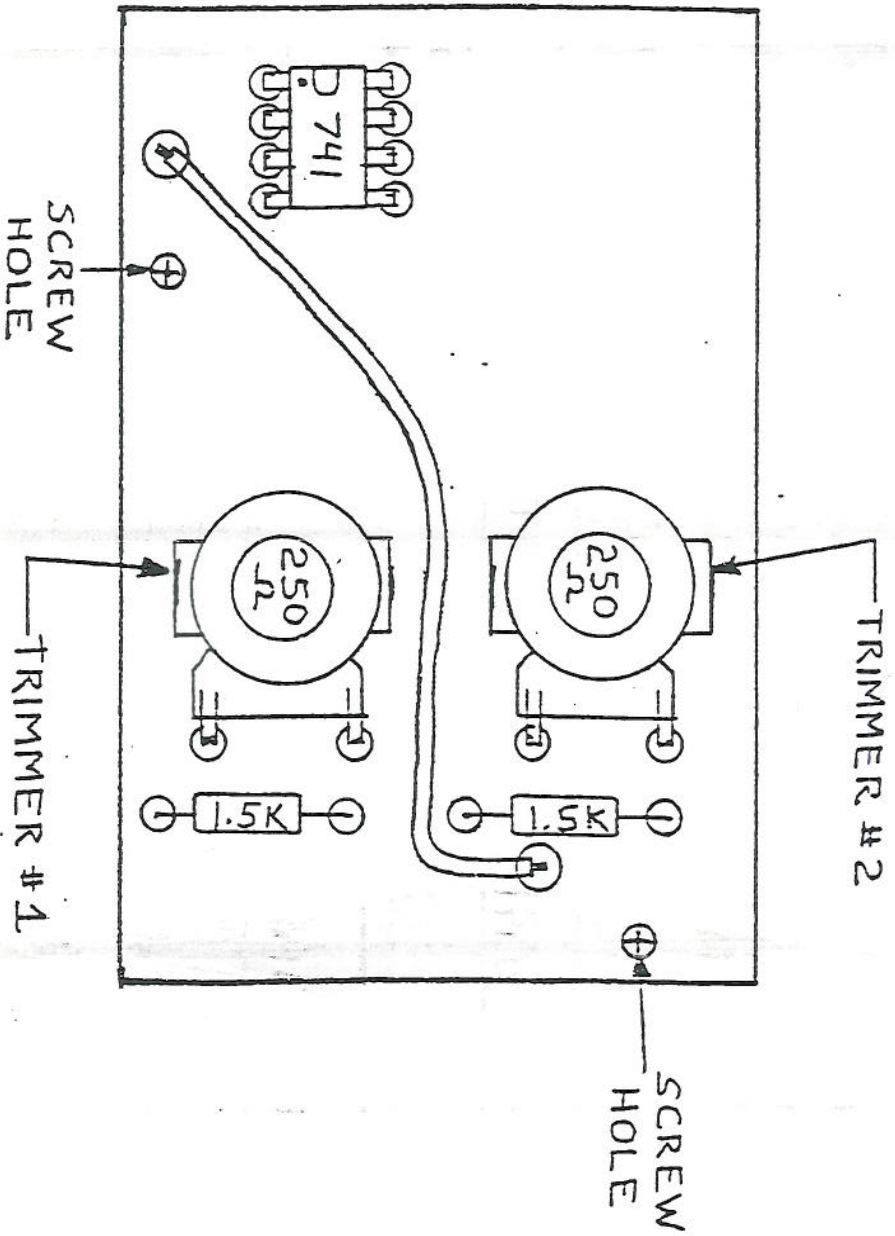 741
SCREW
HOLE
250
Ω
250
Ω
TRIMMER #2
TRIMMER #1
1.5K
1.5K
SCREW
HOLE